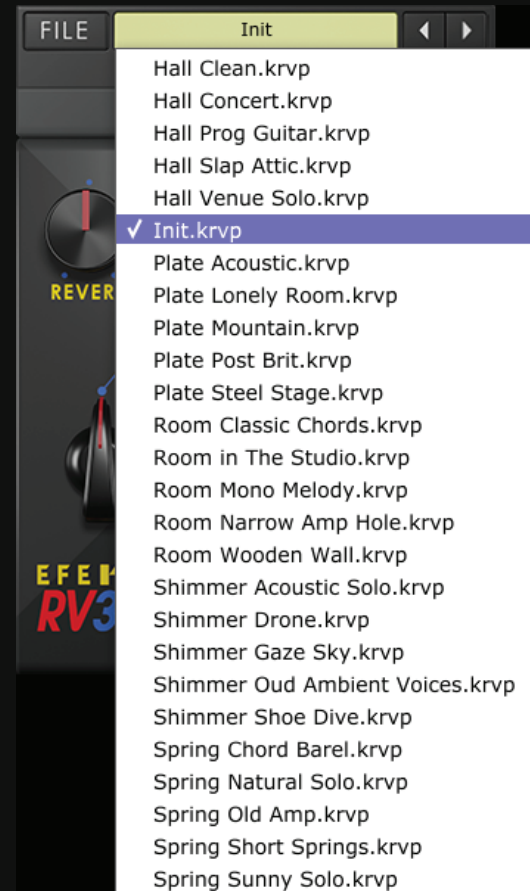 FILE
Init
Hall Clean.krvp
Hall Concert.krvp
Hall Prog Guitar.krvp
Hall Slap Attic.krvp
Hall Venue Solo.krvp
Init.krvp
Plate Acoustic.krvp
Plate Lonely Room.krvp
Plate Mountain.krvp
Plate Post Brit.krvp
Plate Steel Stage.krvp
Room Classic Chords.krvp
Room in The Studio.krvp
Room Mono Melody.krvp
Room Narrow Amp Hole.krvp
Room Wooden Wall.krvp
Shimmer Acoustic Solo.krvp
Shimmer Drone.krvp
Shimmer Gaze Sky.krvp
Shimmer Oud Ambient Voices.krvp
Shimmer Shoe Dive.krvp
Spring Chord Barel.krvp
Spring Natural Solo.krvp
Spring Old Amp.krvp
Spring Short Springs.krvp
Spring Sunny Solo.krvp
REVER
EFE
RV3